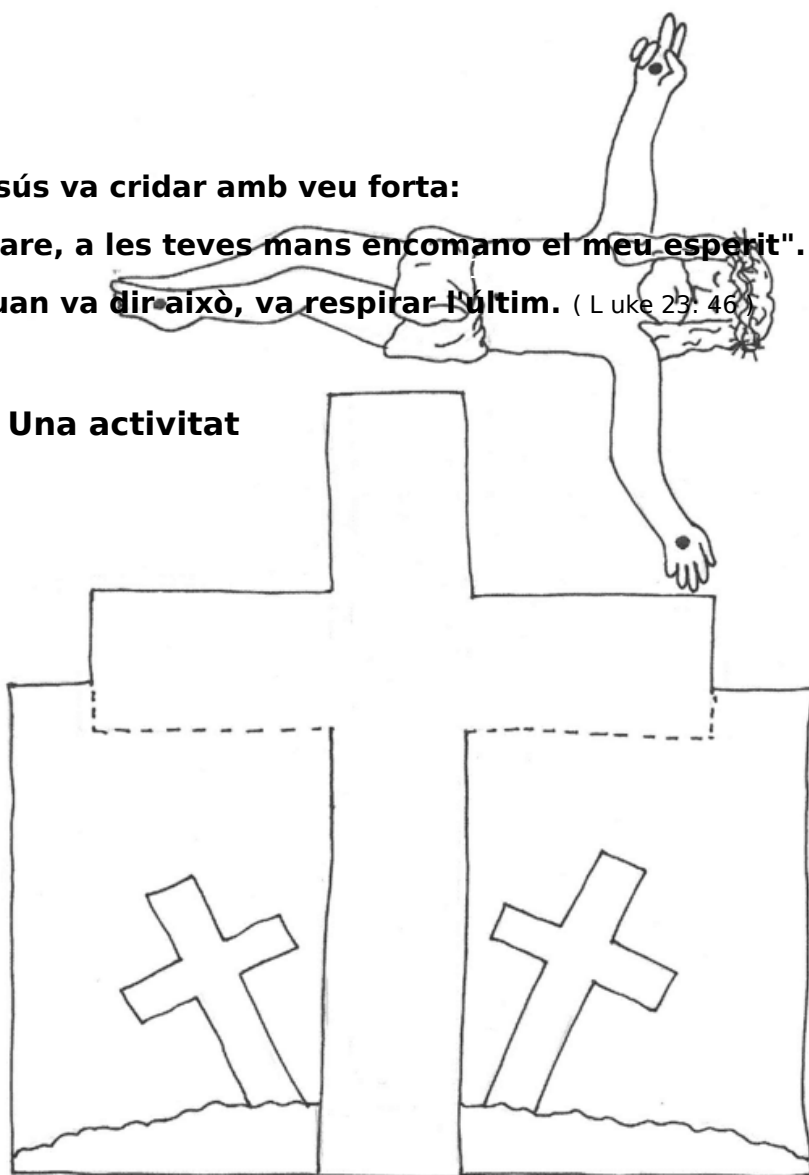 sús va cridar amb veu forta:
are, a les teves mans encomano el meu esperit".
uan va dir això, va respirar l'últim. ( L uke 23: 46 )
Una activitat